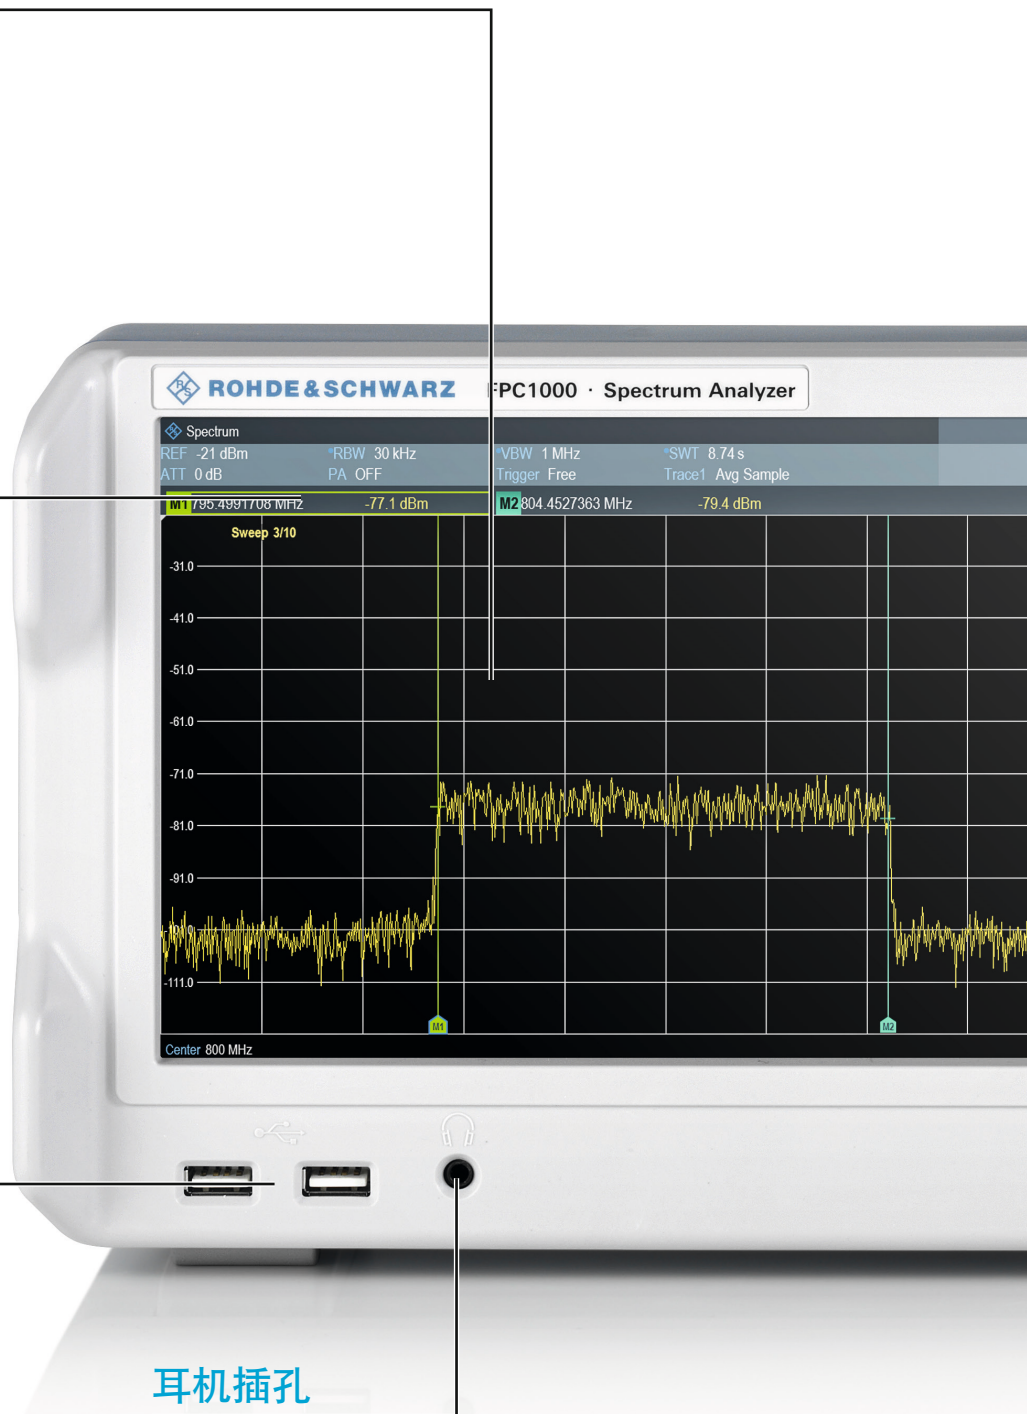 ROHDE&SCHWARZ FPC1000 · Spectrum Analyzer
Spectrum
REF -21 dBm *RBW 30 kHz *VBW 1 MHz *SWT 8.74 s
ATT 0 dB PA OFF Trigger Free Trace1 Avg Sample
M1 795.4991708 MHz -77.1 dBm M2 804.4527363 MHz -79.4 dBm
Sweep 3/10
-31.0
-41.0
-51.0
-61.0
-71.0
-81.0
-91.0
-111.0
M1 M2
Center 800 MHz
耳机插孔